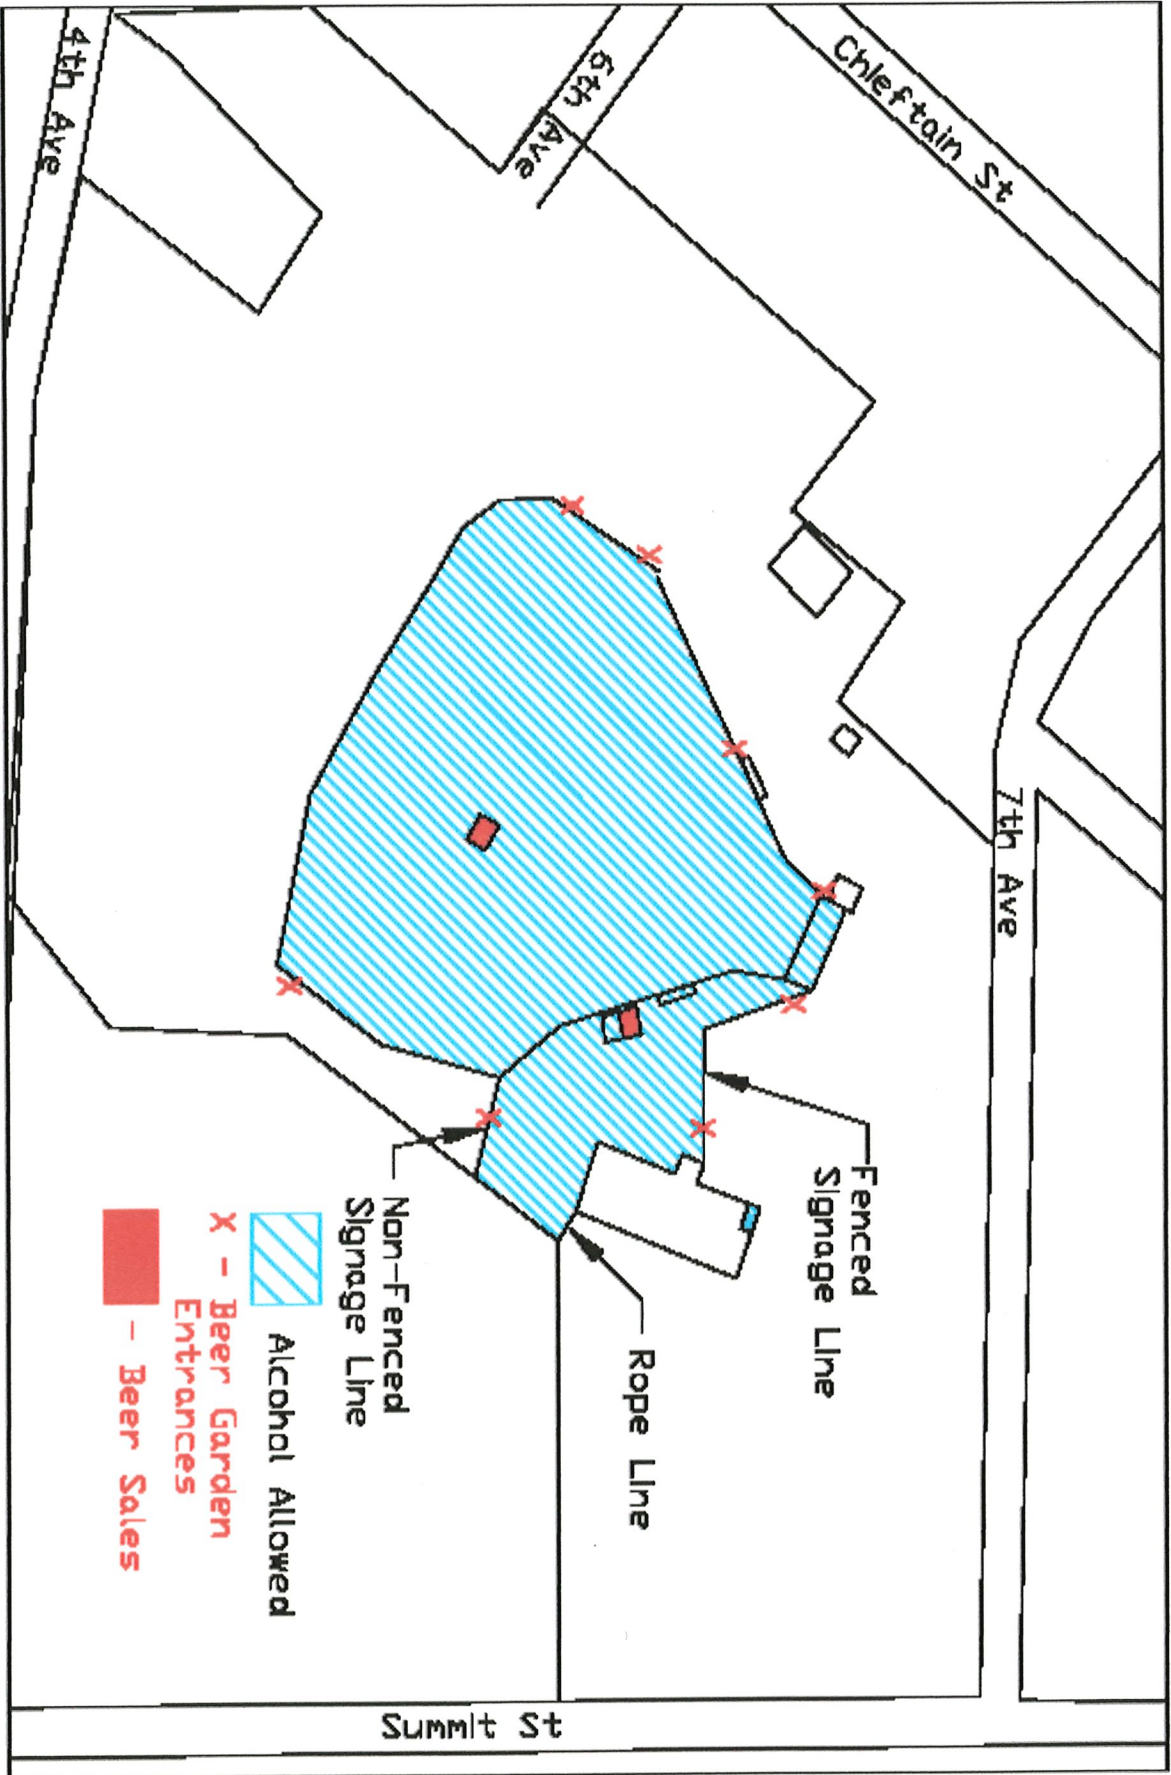 4th Ave
6th Ave
Chieftain St
7th Ave
Fenced
Signage Line
Rope Line
Non-Fenced
Signage Line
Alcohol Allowed
X - Beer Garden
Entrances
- Beer Sales
Summit St